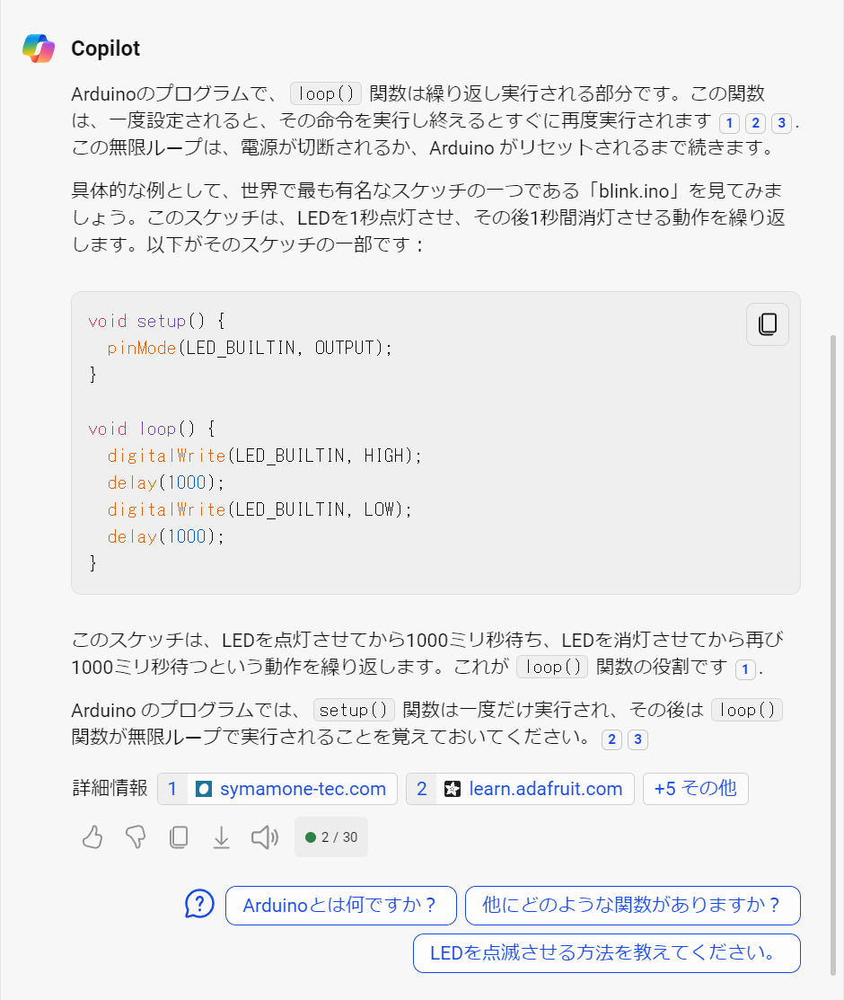 Copilot
Arduinoのプログラムで、 loop() 関数は繰り返し実行される部分です。この関数
は、一度設定されると、その命令を実行し終えるとすぐに再度実行されます 1 2 3 .
この無限ループは、電源が切断されるか、Arduino がリセットされるまで続きます。
具体的な例として、世界で最も有名なスケッチの一つである「blink.ino」を見てみま
しょう。このスケッチは、LEDを1秒点灯させ、その後1秒間消灯させる動作を繰り返
します。以下がそのスケッチの一部です：
void setup() {
  pinMode(LED_BUILTIN, OUTPUT);
}
void loop() {
  digitalWrite(LED_BUILTIN, HIGH);
  delay(1000);
  digitalWrite(LED_BUILTIN, LOW);
  delay(1000);
}
このスケッチは、LEDを点灯させてから1000ミリ秒待ち、LEDを消灯させてから再び
1000ミリ秒待つという動作を繰り返します。これが loop() 関数の役割です 1 .
Arduino のプログラムでは、 setup() 関数は一度だけ実行され、その後は loop()
関数が無限ループで実行されることを覚えておいてください。 2 3
詳細情報 1 symamone-tec.com 2 learn.adafruit.com +5 その他
2 / 30
Arduinoとは何ですか？ 他にどのような関数がありますか？
LEDを点滅させる方法を教えてください。